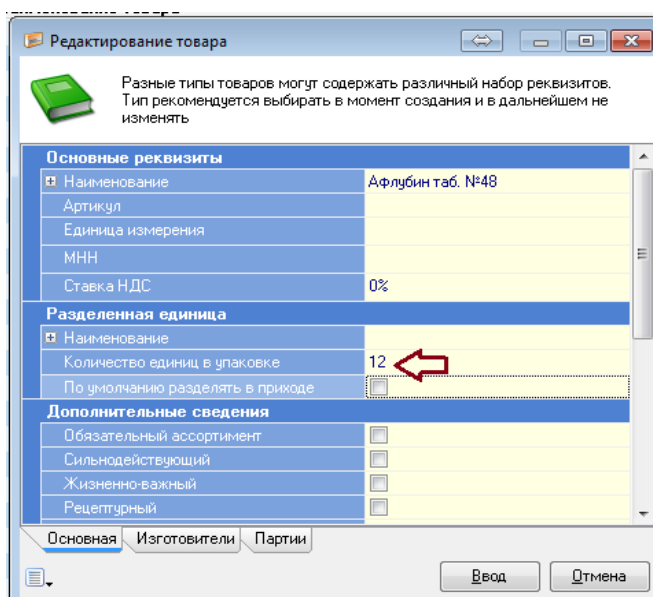 Редактирование товара
Разные типы товаров могут содержать различный набор реквизитов.
Тип рекомендуется выбирать в момент создания и в дальнейшем не
изменять
Основные реквизиты
Наименование Афлубин таб. №48
Артикул
Единица измерения
МНН
Ставка НДС 0%
Разделенная единица
Наименование
Количество единиц в упаковке 12
По умолчанию разделять в приходе
Дополнительные сведения
Обязательный ассортимент
Сильнодействующий
Жизненно-важный
Рецептурный
Основная Изготовители Партии
Ввод Отмена